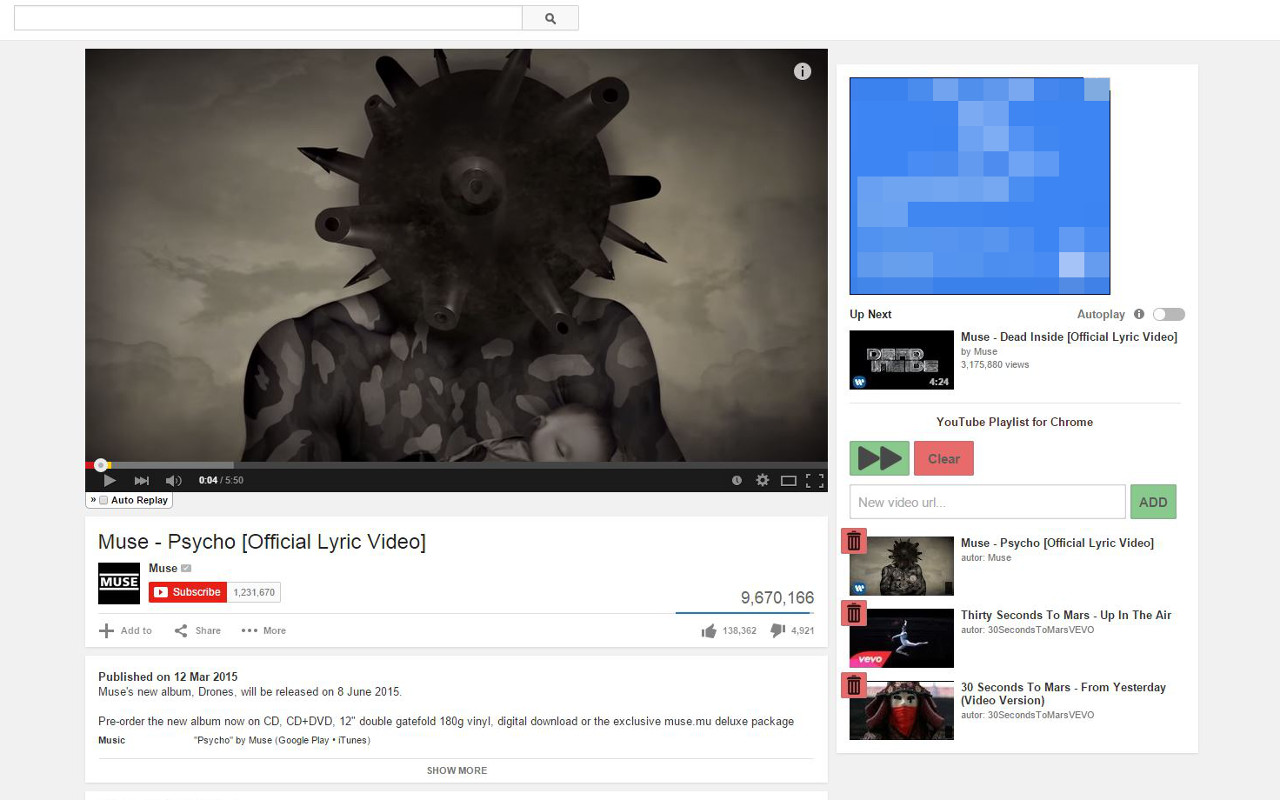 0:04 / 5:50
» Auto Replay
Muse - Psycho [Official Lyric Video]
MUSE
Muse
Subscribe 1,231,670
9,670,166
Add to Share More 138,362 4,921
Published on 12 Mar 2015
Muse's new album, Drones, will be released on 8 June 2015.
Pre-order the new album now on CD, CD+DVD, 12" double gatefold 180g vinyl, digital download or the exclusive muse.mu deluxe package
Music "Psycho" by Muse (Google Play • iTunes)
SHOW MORE
Up Next Autoplay
DEAD
INSIDE
4:24
Muse - Dead Inside [Official Lyric Video]
by Muse
3,175,880 views
YouTube Playlist for Chrome
Clear
New video url... ADD
Muse - Psycho [Official Lyric Video]
autor: Muse
Thirty Seconds To Mars - Up In The Air
autor: 30SecondsToMarsVEVO
vevo
30 Seconds To Mars - From Yesterday
(Video Version)
autor: 30SecondsToMarsVEVO